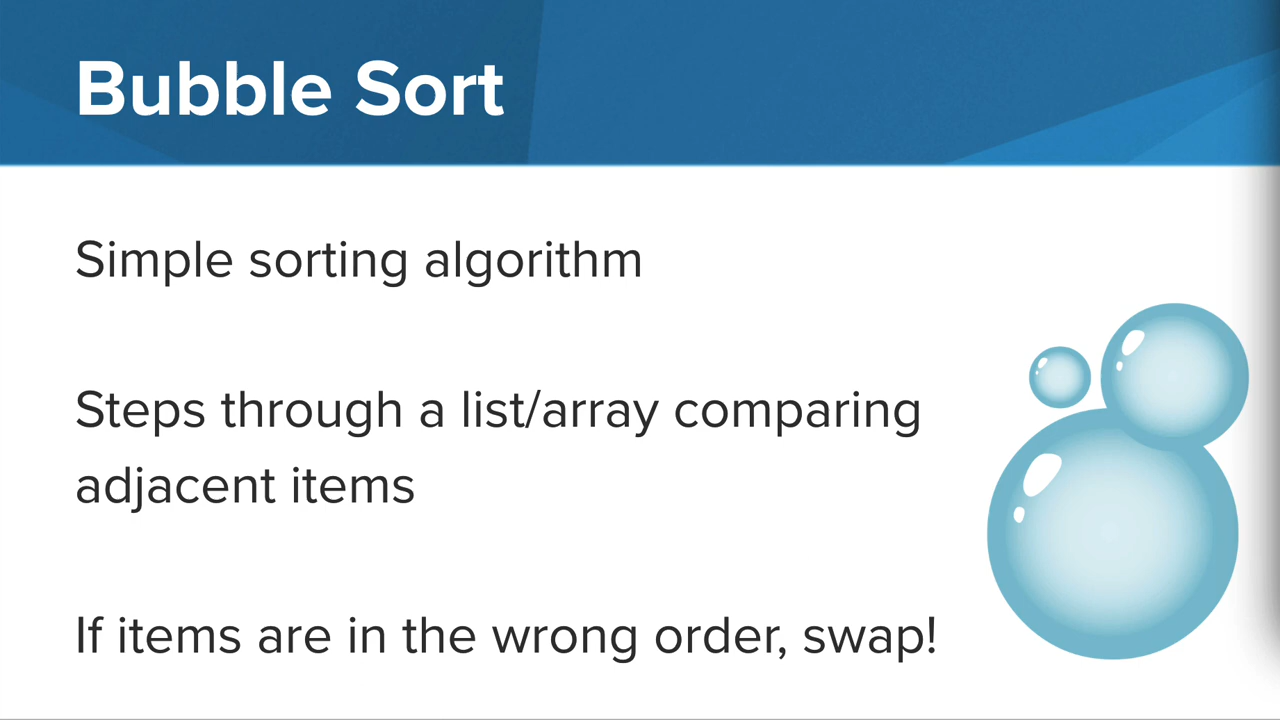 Bubble Sort
Simple sorting algorithm
Steps through a list/array comparing
adjacent items
If items are in the wrong order, swap!